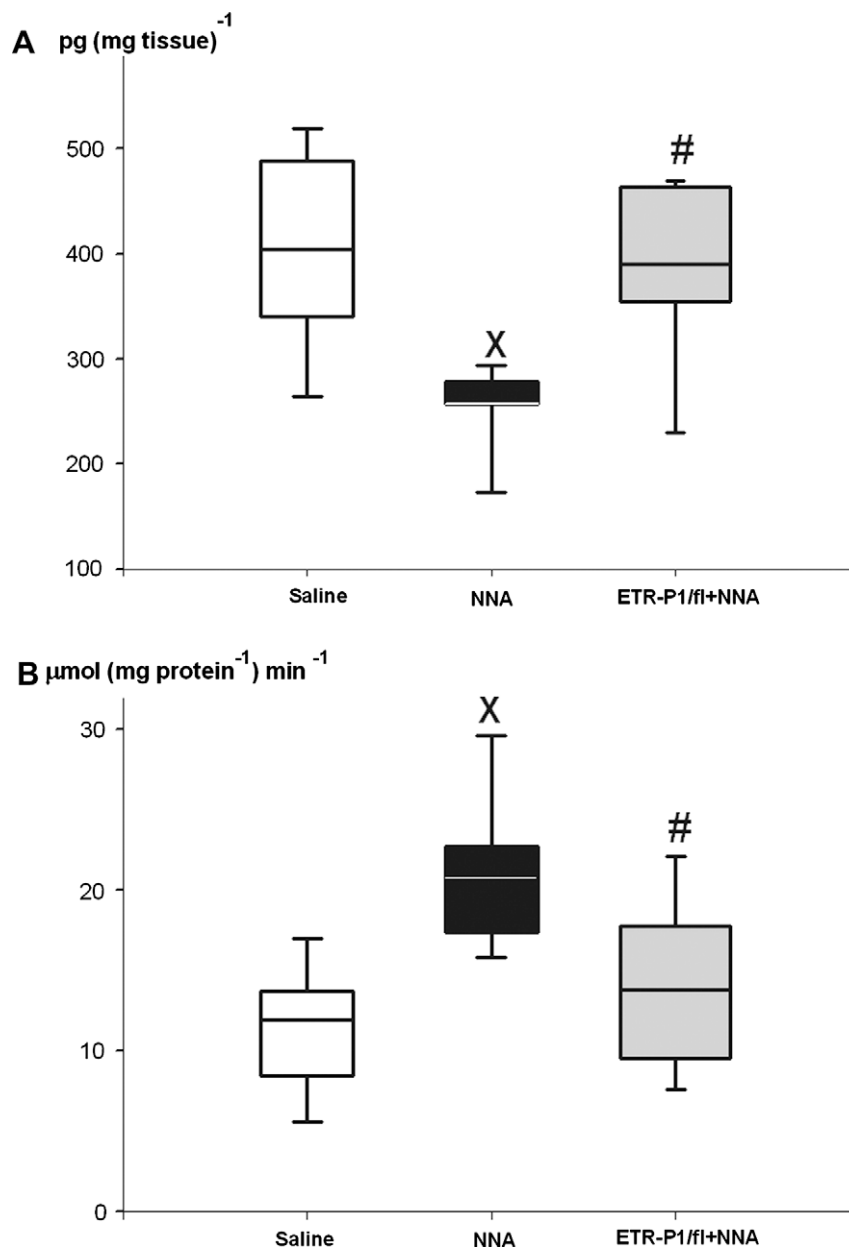 A pg (mg tissue)⁻¹
500
400
300
200
100
X
#
Saline NNA ETR-P1/fl+NNA
B µmol (mg protein⁻¹) min⁻¹
30
20
10
0
X
#
Saline NNA ETR-P1/fl+NNA